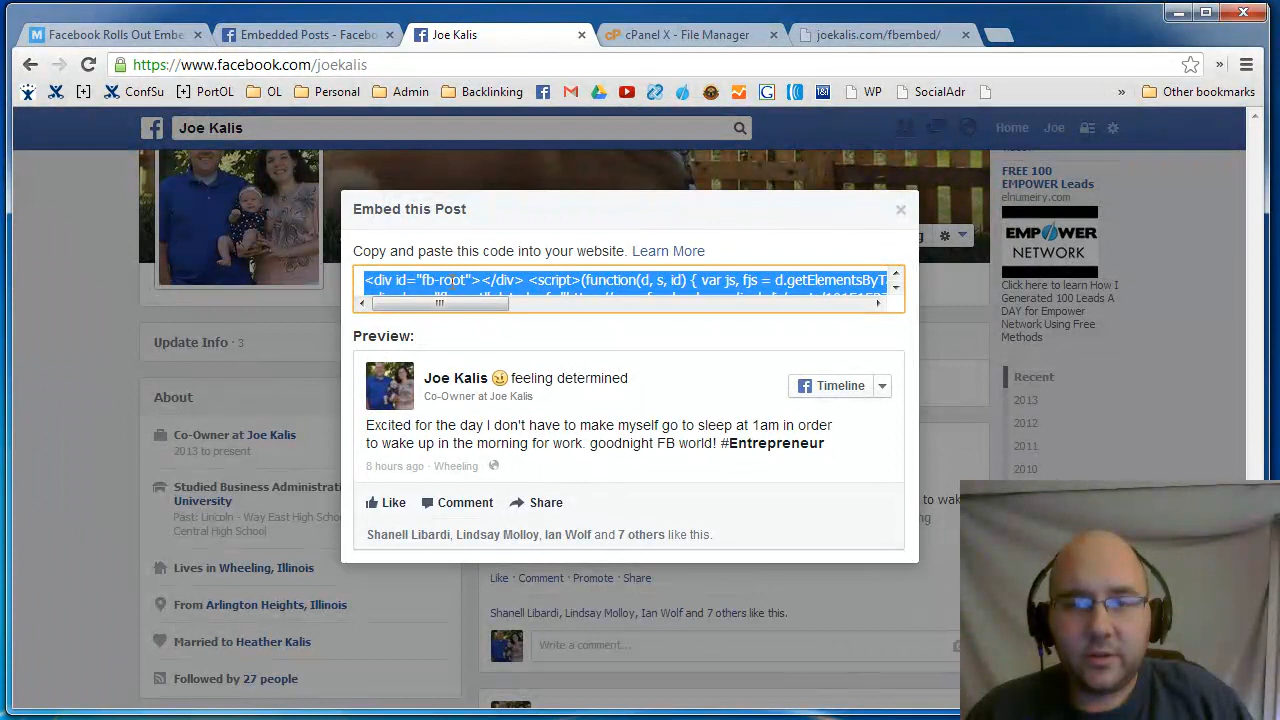 Facebook Rolls Out Embe
Embedded Posts - Facebo
Joe Kalis
cPanel X - File Manager
joekalis.com/fbembed/
https://www.facebook.com/joekalis
ConfSu
PortOL
OL
Personal
Admin
Backlinking
WP
SocialAdr
Other bookmarks
Joe Kalis
Home
Joe
FREE 100
EMPOWER Leads
elnumeiry.com
EMPOWER
NETWORK
Click here to learn How I
Generated 100 Leads A
DAY for Empower
Network Using Free
Methods
Embed this Post
Copy and paste this code into your website. Learn More
<div id="fb-root"></div> <script>(function(d, s, id) { var js, fjs = d.getElementsByT
Preview:
Joe Kalis feeling determined
Co-Owner at Joe Kalis
Timeline
Excited for the day I don't have to make myself go to sleep at 1am in order
to wake up in the morning for work. goodnight FB world! #Entrepreneur
8 hours ago · Wheeling
Like
Comment
Share
Shanell Libardi, Lindsay Molloy, Ian Wolf and 7 others like this.
Update Info · 3
About
Co-Owner at Joe Kalis
2013 to present
Studied Business Administrat
University
Past: Lincoln - Way East High Schoo
Central High School
Lives in Wheeling, Illinois
From Arlington Heights, Illinois
Married to Heather Kalis
Followed by 27 people
Recent
2013
2012
2011
2010
Like · Comment · Promote · Share
Shanell Libardi, Lindsay Molloy, Ian Wolf and 7 others like this.
Write a comment...